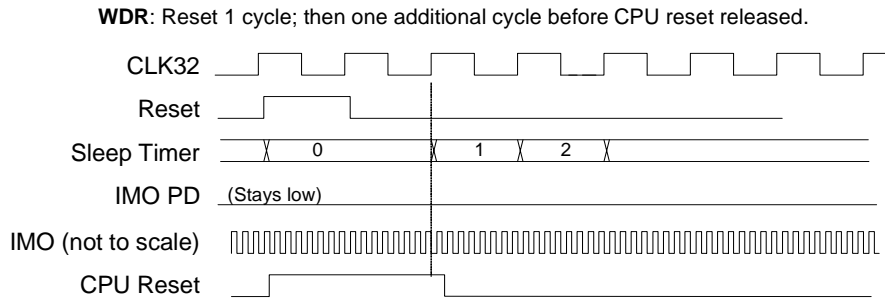 WDR: Reset 1 cycle; then one additional cycle before CPU reset released.
CLK32
Reset
Sleep Timer 0 1 2
IMO PD (Stays low)
IMO (not to scale)
CPU Reset